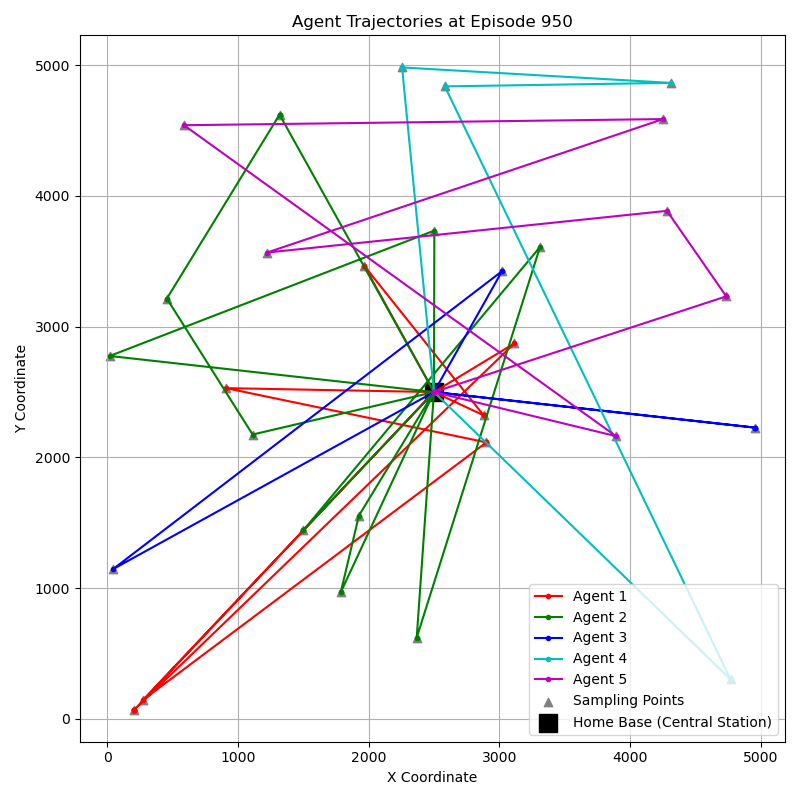 Agent Trajectories at Episode 950
Y Coordinate
5000
4000
3000
2000
1000
0
0 1000 2000 3000 4000 5000
X Coordinate
Agent 1
Agent 2
Agent 3
Agent 4
Agent 5
Sampling Points
Home Base (Central Station)